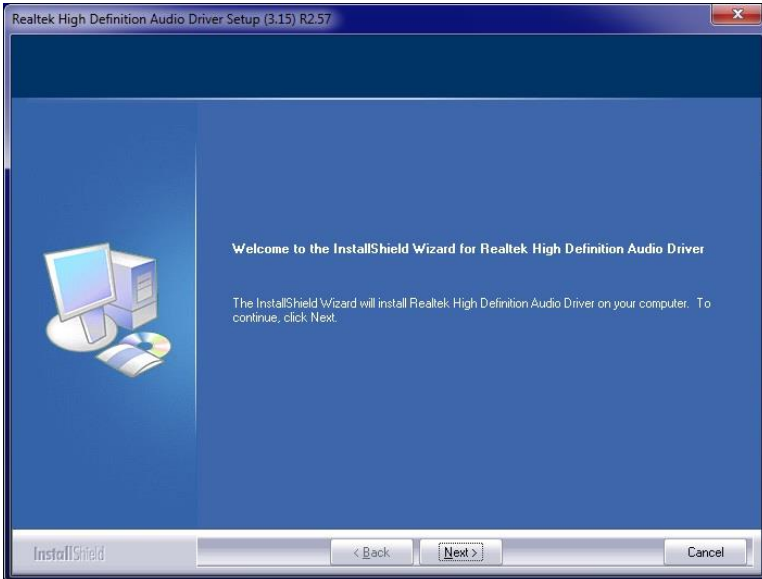 Realtek High Definition Audio Driver Setup (3.15) R2.57
Welcome to the InstallShield Wizard for Realtek High Definition Audio Driver
The InstallShield Wizard will install Realtek High Definition Audio Driver on your computer. To
continue, click Next.
InstallShield
< Back
Next >
Cancel